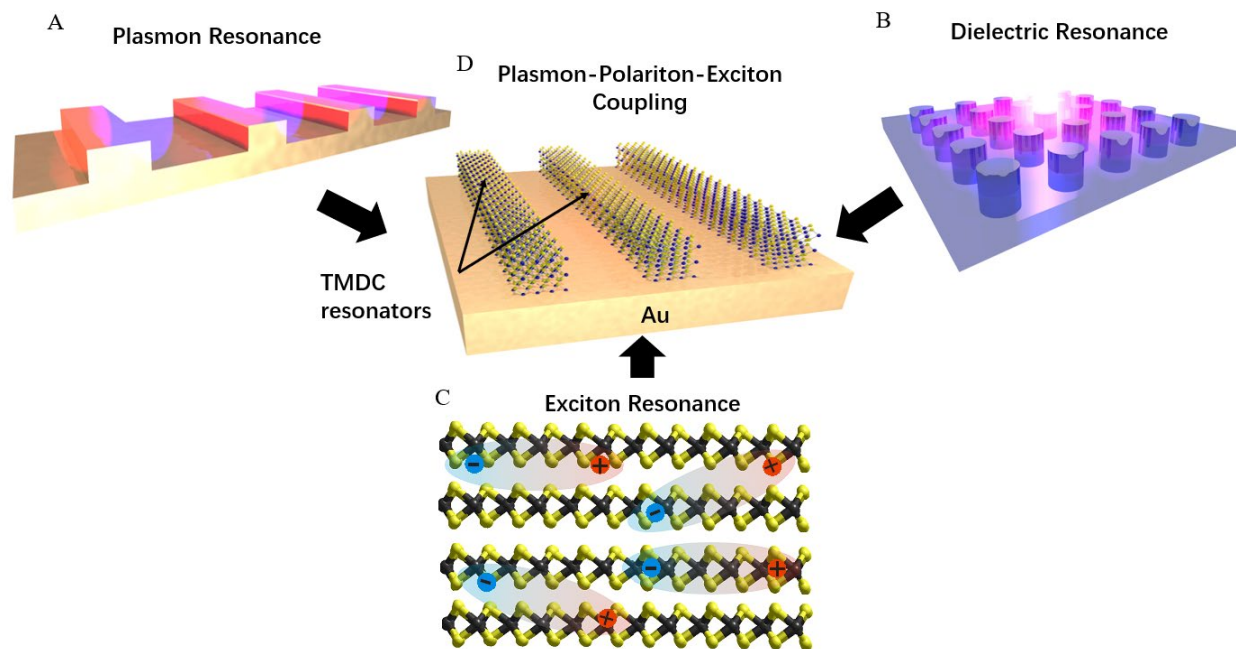 A
Plasmon Resonance
B
Dielectric Resonance
D
Plasmon-Polariton-Exciton
Coupling
TMDC
resonators
Au
C
Exciton Resonance
− + + −
− +
− +